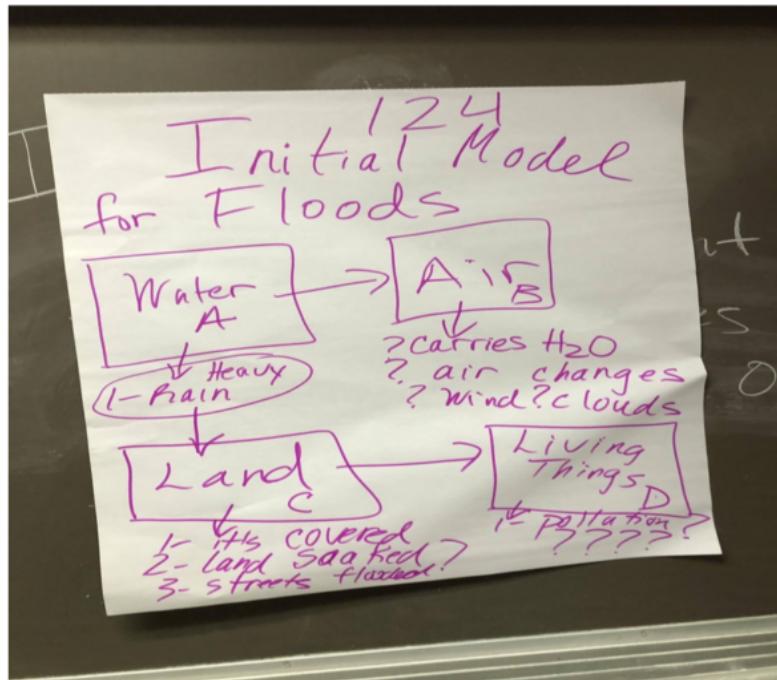 124
Initial Model
for Floods
Water
A
Air
B
?carries H2O
? air changes
? wind?clouds
Heavy
1- Rain
Land
C
Living
Things
D
1- it's covered
2- land soaked?
3- streets flooded
1- pollution?
????